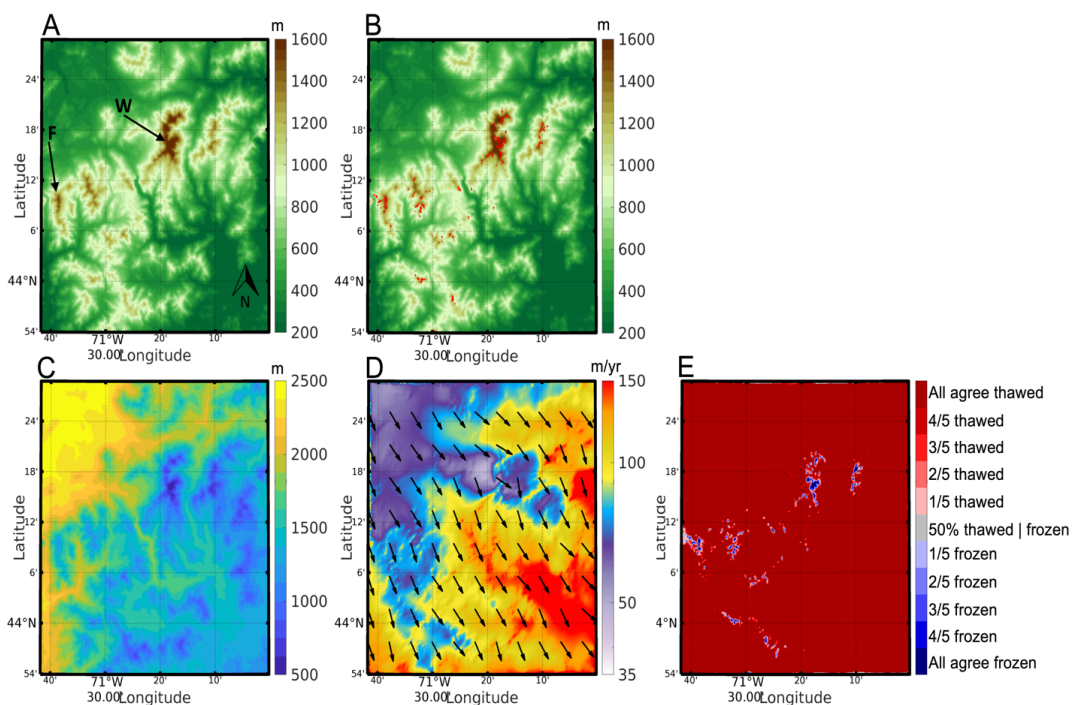 A
m
1600
1400
1200
1000
800
600
400
200
24'
18'
12'
6'
44°N
54'
Latitude
W
F
N
40'
71°W
30.00
20'
10'
Longitude
B
m
1600
1400
1200
1000
800
600
400
200
24'
18'
12'
6'
44°N
54'
Latitude
40'
71°W
30.00
20'
10'
Longitude
C
m
2500
2000
1500
1000
500
24'
18'
12'
6'
44°N
54'
Latitude
40'
71°W
30.00
20'
10'
Longitude
D
m/yr
150
100
50
35
24'
18'
12'
6'
44°N
54'
Latitude
40'
71°W
30.00
20'
10'
Longitude
E
All agree thawed
4/5 thawed
3/5 thawed
2/5 thawed
1/5 thawed
50% thawed | frozen
1/5 frozen
2/5 frozen
3/5 frozen
4/5 frozen
All agree frozen
24'
18'
12'
6'
44°N
54'
Latitude
40'
71°W
30.00
20'
10'
Longitude